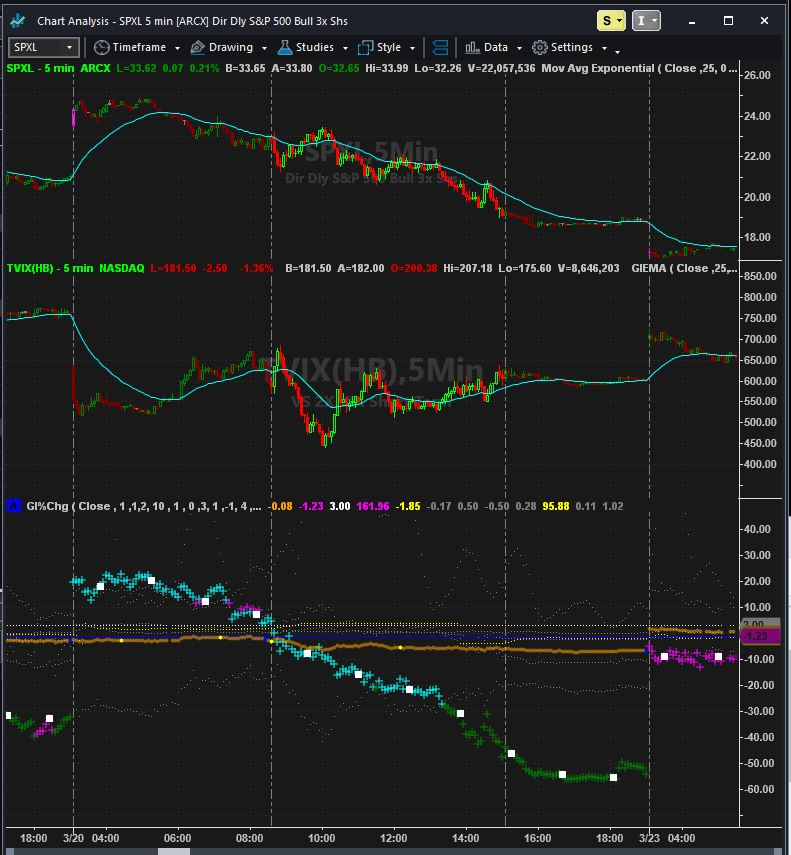 Chart Analysis - SPXL 5 min [ARCX] Dir Dly S&P 500 Bull 3x Shs
S
I
SPXL Timeframe Drawing Studies Style Data Settings
SPXL - 5 min ARCX L=33.62 0.07 0.21% B=33.65 A=33.80 O=32.65 Hi=33.99 Lo=32.26 V=22,057,536 Mov Avg Exponential ( Close ,25, 0 ...
26.00
24.00
22.00
20.00
18.00
SPXL,5Min
Dir Dly S&P 500 Bull 3x Shs
TVIX(HB) - 5 min NASDAQ L=181.50 -2.50 -1.36% B=181.50 A=182.00 O=200.38 Hi=207.18 Lo=175.60 V=8,646,203 GIEMA ( Close ,25,...
850.00
800.00
750.00
700.00
650.00
600.00
550.00
500.00
450.00
400.00
TVIX(HB),5Min
A GI%Chg ( Close , 1 ,1,2, 10 , 1 , 0 ,3, 1 ,-1, 4 ,... -0.08 -1.23 3.00 161.96 -1.85 -0.17 0.50 -0.50 0.28 95.88 0.11 1.02
40.00
30.00
20.00
10.00
3.00
-1.23
-10.00
-20.00
-30.00
-40.00
-50.00
-60.00
18:00 3/20 04:00 06:00 08:00 10:00 12:00 14:00 16:00 18:00 3/23 04:00